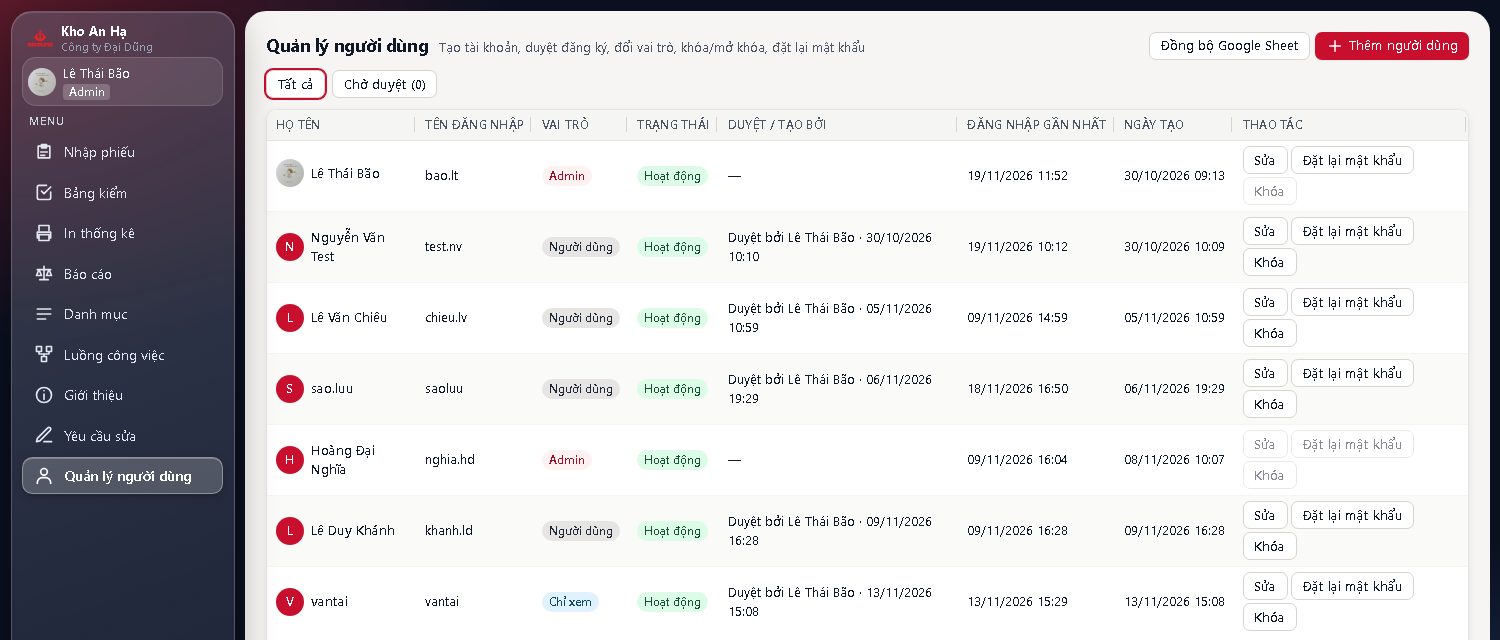 Kho An Hạ
Công ty Đại Dũng
Lê Thái Bão
Admin
MENU
Nhập phiếu
Bảng kiểm
In thống kê
Báo cáo
Danh mục
Luồng công việc
Giới thiệu
Yêu cầu sửa
Quản lý người dùng
Quản lý người dùng Tạo tài khoản, duyệt đăng ký, đổi vai trò, khóa/mở khóa, đặt lại mật khẩu
Đồng bộ Google Sheet
Thêm người dùng
Tất cả
Chờ duyệt (0)
HỌ TÊN TÊN ĐĂNG NHẬP VAI TRÒ TRẠNG THÁI DUYỆT / TẠO BỞI ĐĂNG NHẬP GẦN NHẤT NGÀY TẠO THAO TÁC
Lê Thái Bão bao.lt Admin Hoạt động — 19/11/2026 11:52 30/10/2026 09:13 Sửa Đặt lại mật khẩu
Khóa
N Nguyễn Văn Test test.nv Người dùng Hoạt động Duyệt bởi Lê Thái Bão · 30/10/2026 10:10 19/11/2026 10:12 30/10/2026 10:09 Sửa Đặt lại mật khẩu
Khóa
L Lê Văn Chiêu chieu.lv Người dùng Hoạt động Duyệt bởi Lê Thái Bão · 05/11/2026 10:59 09/11/2026 14:59 05/11/2026 10:59 Sửa Đặt lại mật khẩu
Khóa
S sao.luu saoluu Người dùng Hoạt động Duyệt bởi Lê Thái Bão · 06/11/2026 19:29 18/11/2026 16:50 06/11/2026 19:29 Sửa Đặt lại mật khẩu
Khóa
H Hoàng Đại Nghĩa nghia.hd Admin Hoạt động — 09/11/2026 16:04 08/11/2026 10:07 Sửa Đặt lại mật khẩu
Khóa
L Lê Duy Khánh khanh.ld Người dùng Hoạt động Duyệt bởi Lê Thái Bão · 09/11/2026 16:28 09/11/2026 16:28 09/11/2026 16:28 Sửa Đặt lại mật khẩu
Khóa
V vantai vantai Chỉ xem Hoạt động Duyệt bởi Lê Thái Bão · 13/11/2026 15:08 13/11/2026 15:29 13/11/2026 15:08 Sửa Đặt lại mật khẩu
Khóa